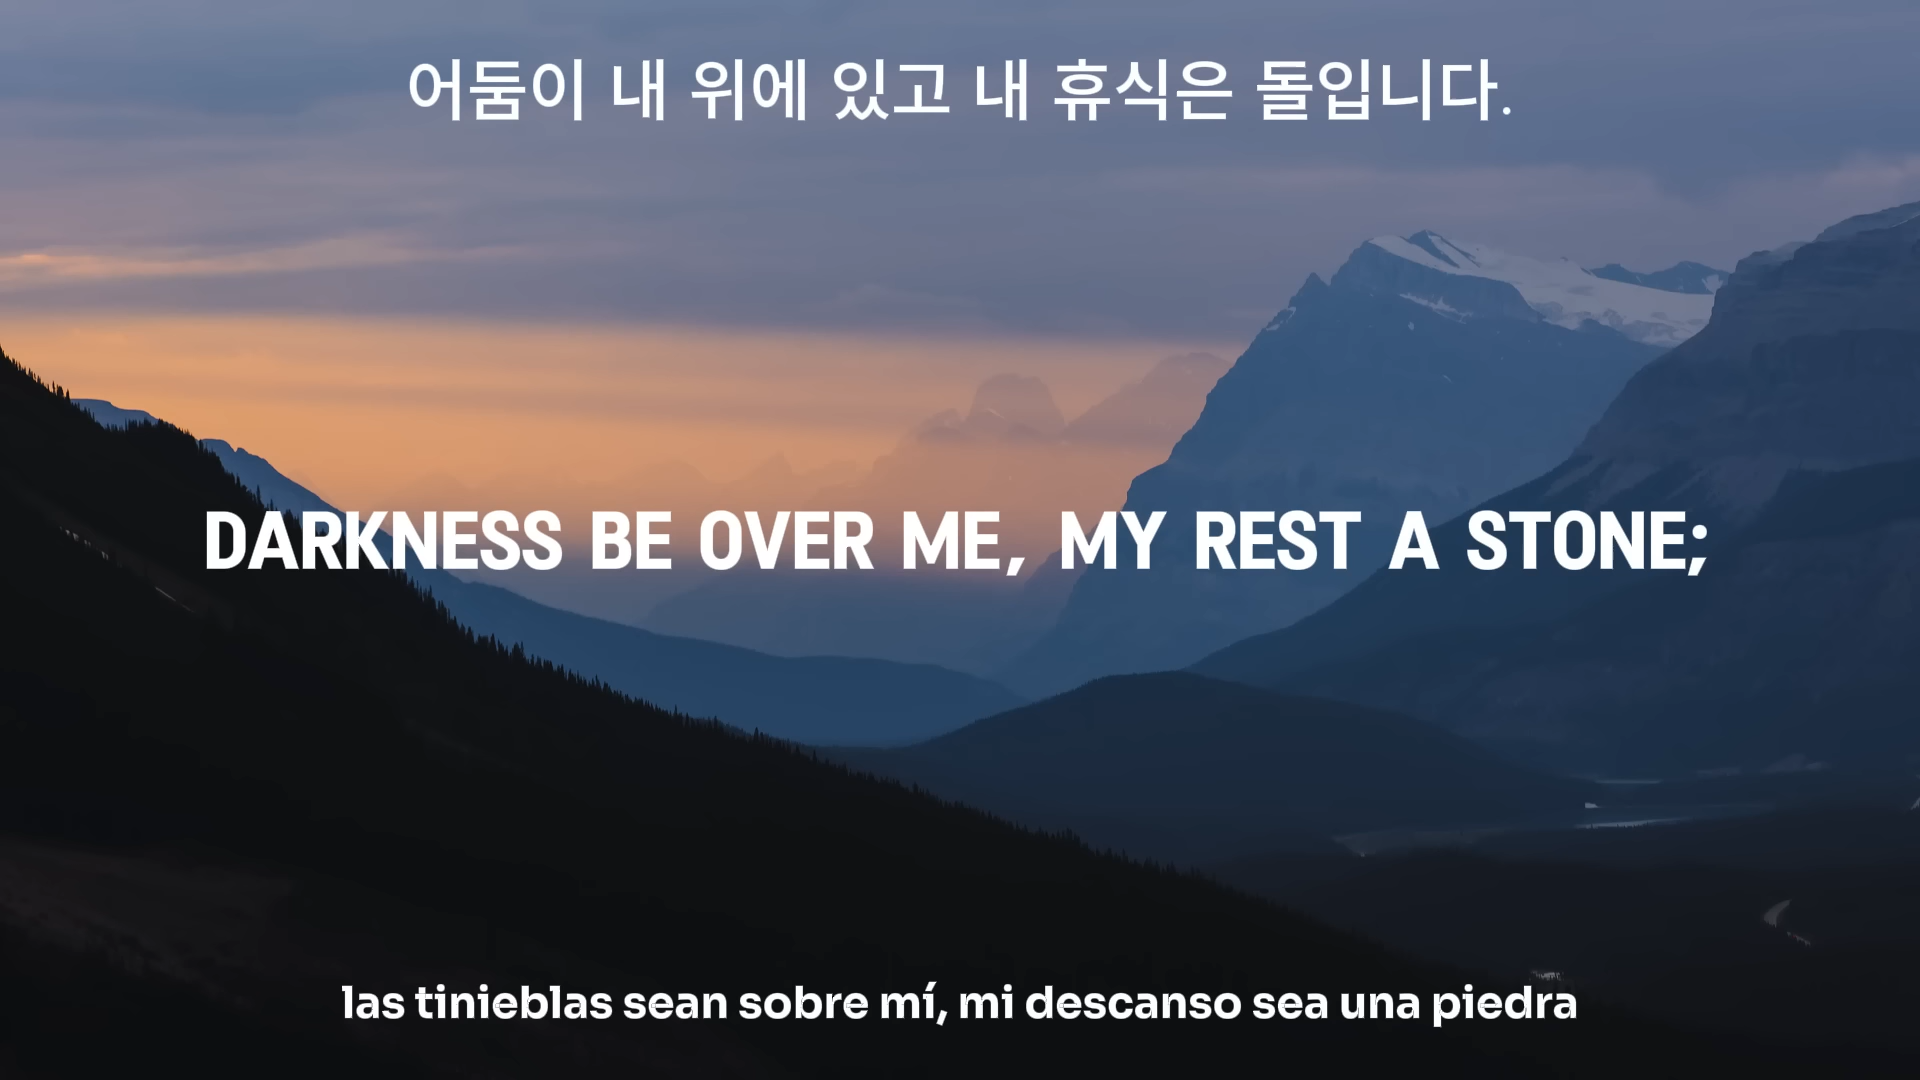 어둠이 내 위에 있고 내 휴식은 돌입니다.
DARKNESS BE OVER ME, MY REST A STONE;
las tinieblas sean sobre mí, mi descanso sea una piedra